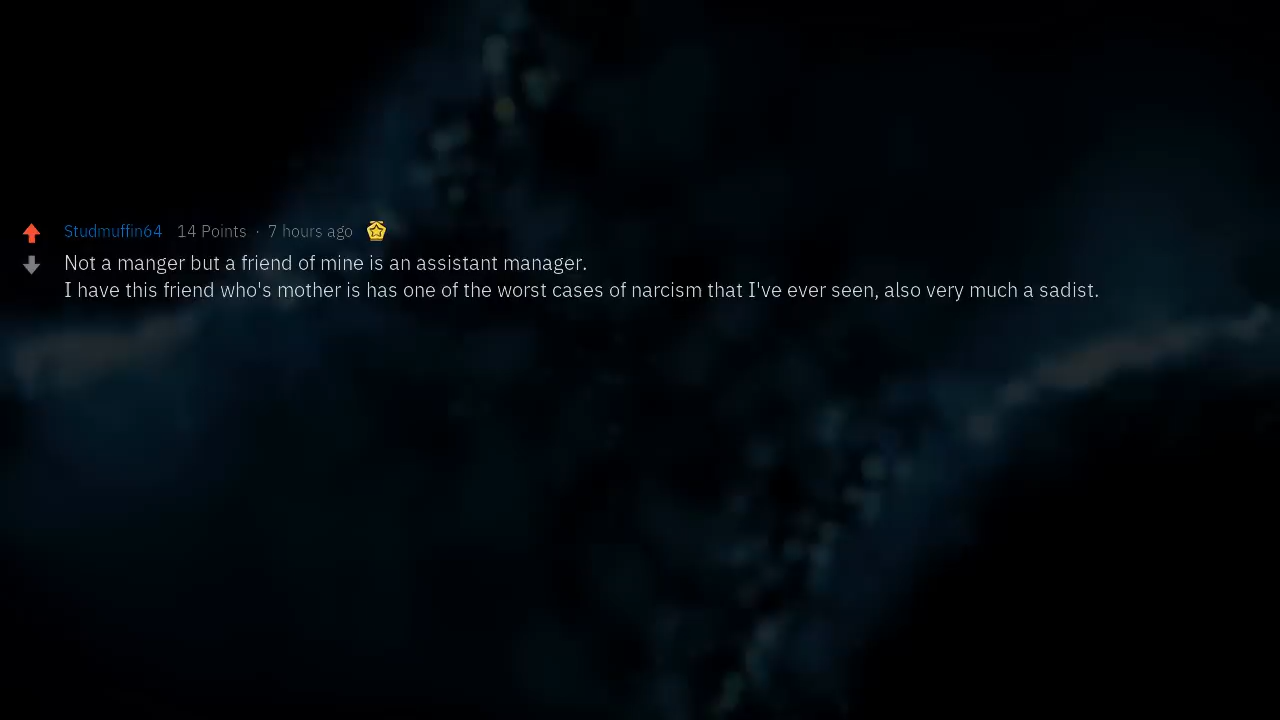 Studmuffin64 14 Points · 7 hours ago
Not a manger but a friend of mine is an assistant manager.
I have this friend who's mother is has one of the worst cases of narcism that I've ever seen, also very much a sadist.